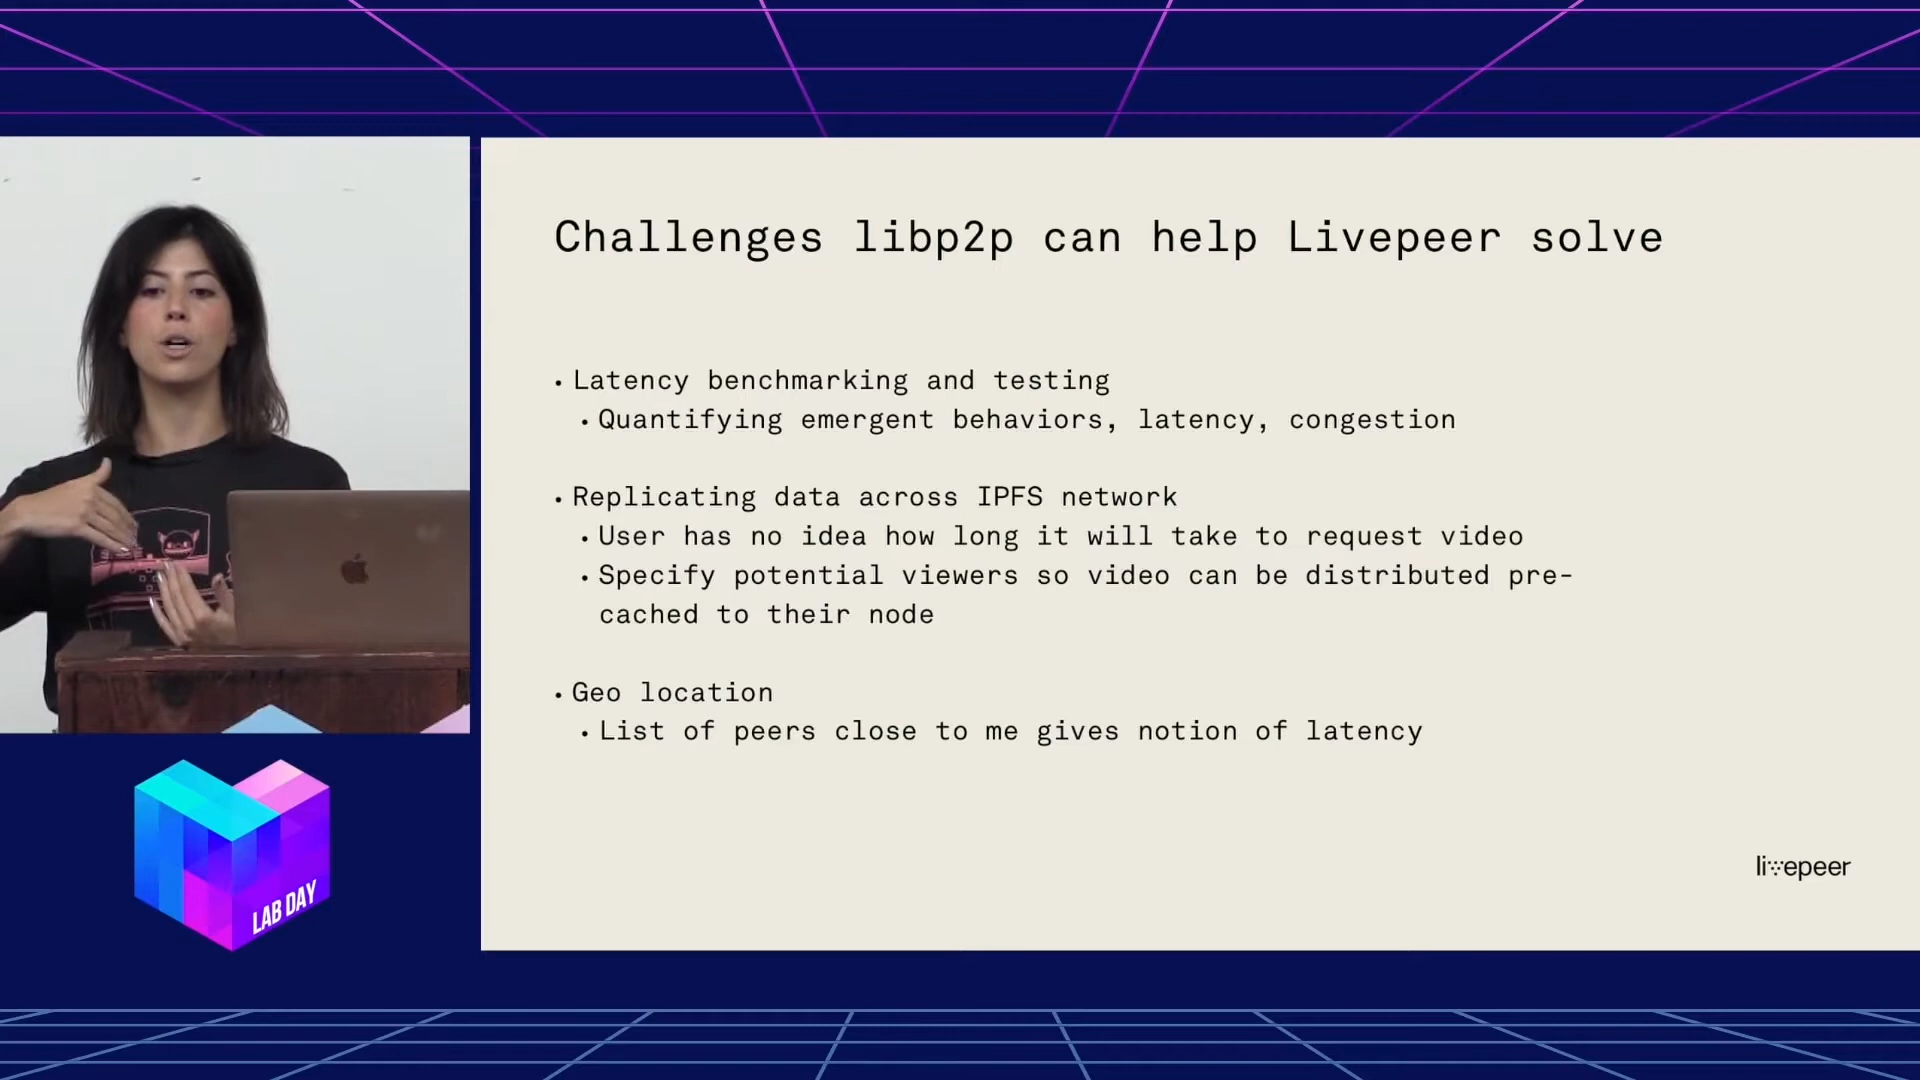 Challenges libp2p can help Livepeer solve
• Latency benchmarking and testing
• Quantifying emergent behaviors, latency, congestion
• Replicating data across IPFS network
• User has no idea how long it will take to request video
• Specify potential viewers so video can be distributed pre-
cached to their node
• Geo location
• List of peers close to me gives notion of latency
livepeer
LAB DAY